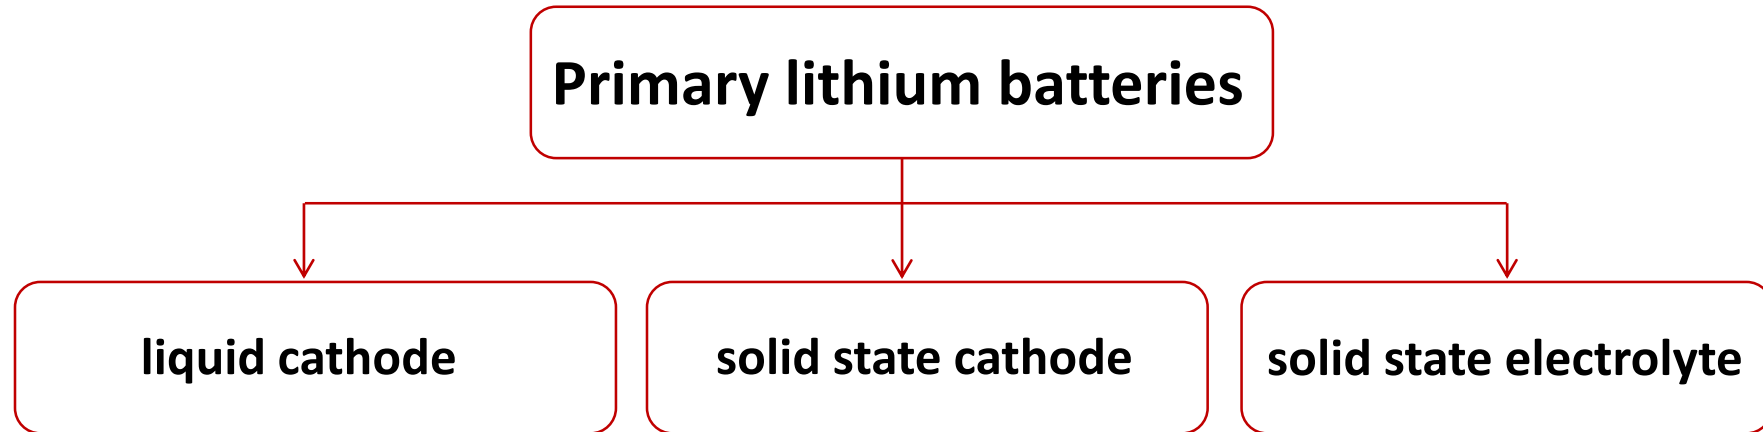 Primary lithium batteries
liquid cathode
solid state cathode
solid state electrolyte